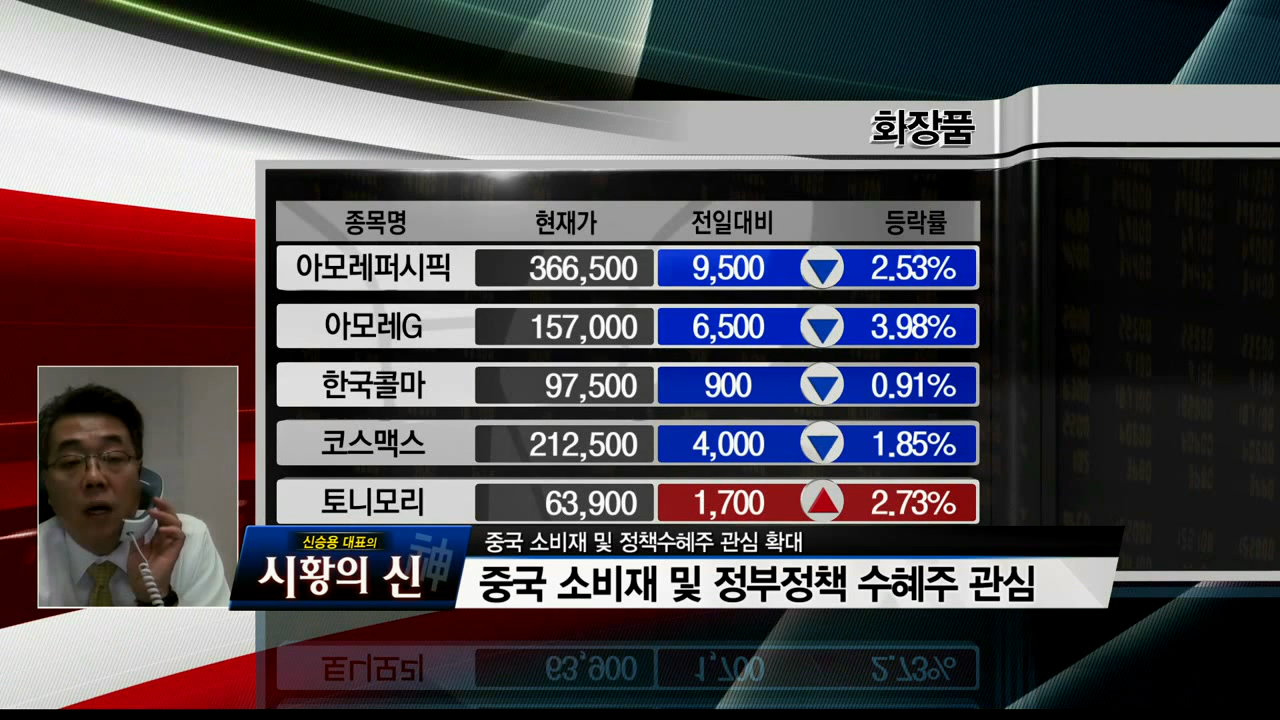 화장품
종목명 현재가 전일대비 등락률
아모레퍼시픽 366,500 9,500 ▼ 2.53%
아모레G 157,000 6,500 ▼ 3.98%
한국콜마 97,500 900 ▼ 0.91%
코스맥스 212,500 4,000 ▼ 1.85%
토니모리 63,900 1,700 ▲ 2.73%
신승용 대표의
시황의 신 神
중국 소비재 및 정책수혜주 관심 확대
중국 소비재 및 정부정책 수혜주 관심